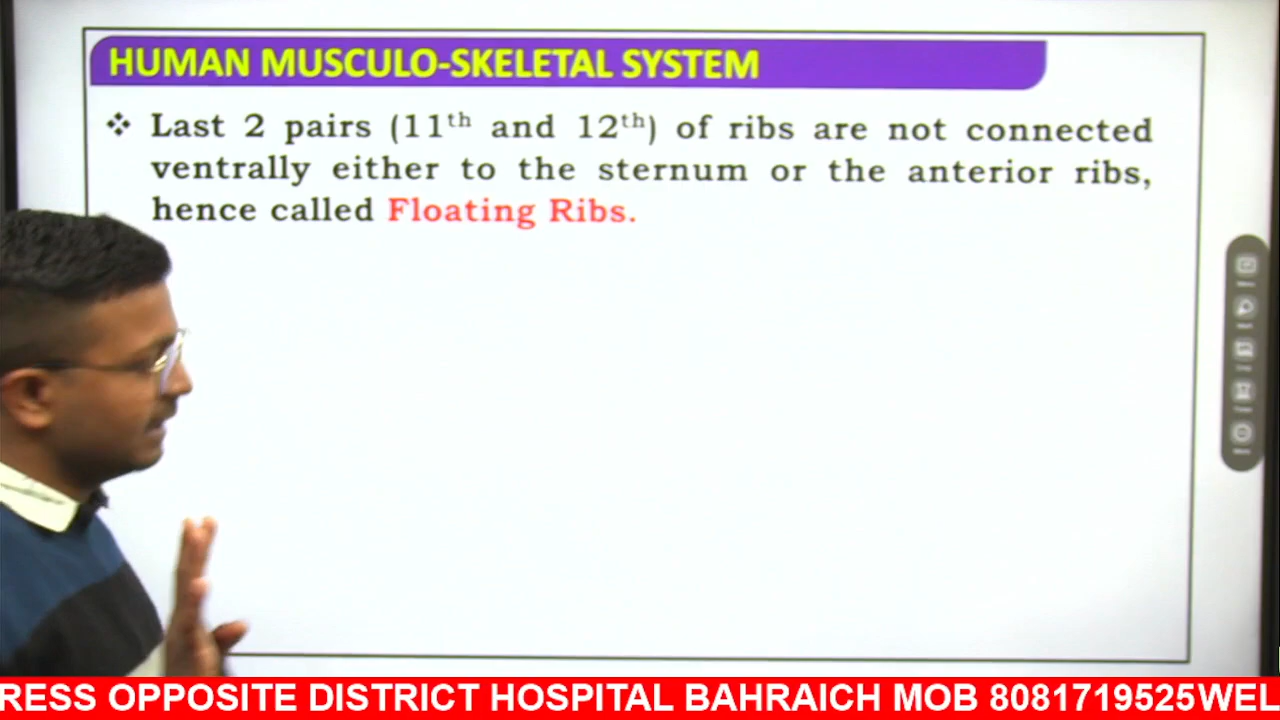 HUMAN MUSCULO-SKELETAL SYSTEM
❖ Last 2 pairs (11th and 12th) of ribs are not connected
ventrally either to the sternum or the anterior ribs,
hence called Floating Ribs.
RESS OPPOSITE DISTRICT HOSPITAL BAHRAICH MOB 8081719525WEL